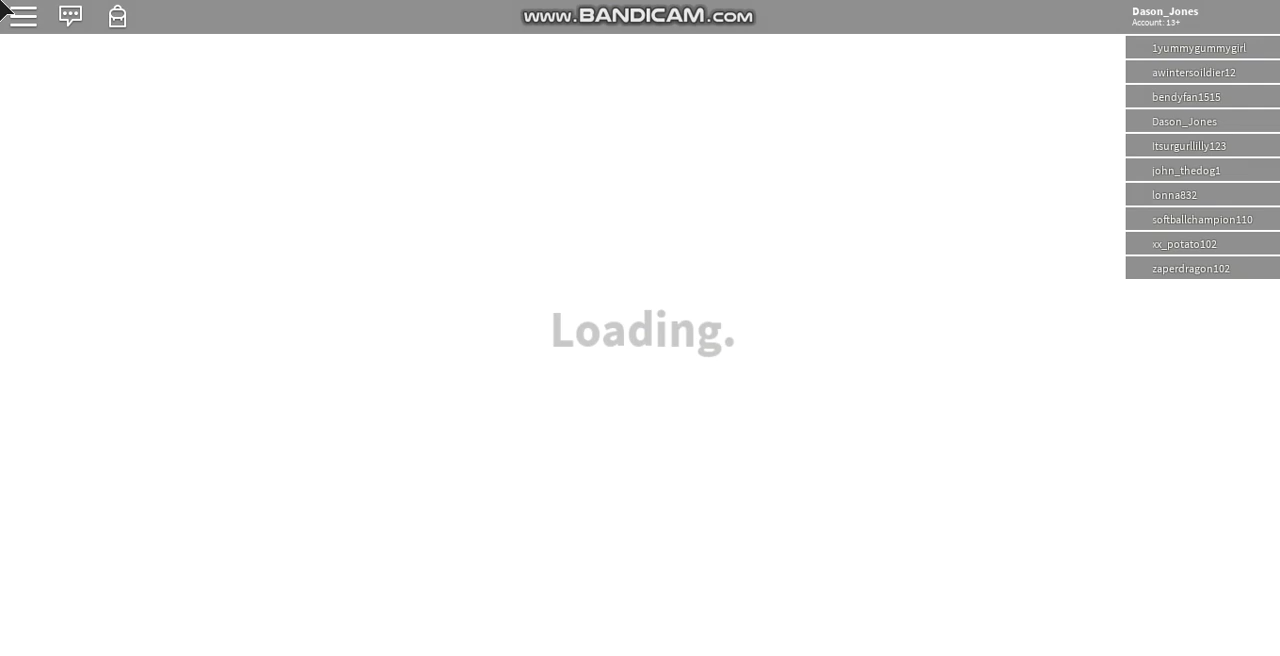 www.BANDICAM.COM
Dason_Jones
Account: 13+
1yummygummygirl
awintersoildier12
bendyfan1515
Dason_Jones
Itsurgurllilly123
john_thedog1
lonna832
softballchampion110
xx_potato102
zaperdragon102
Loading.